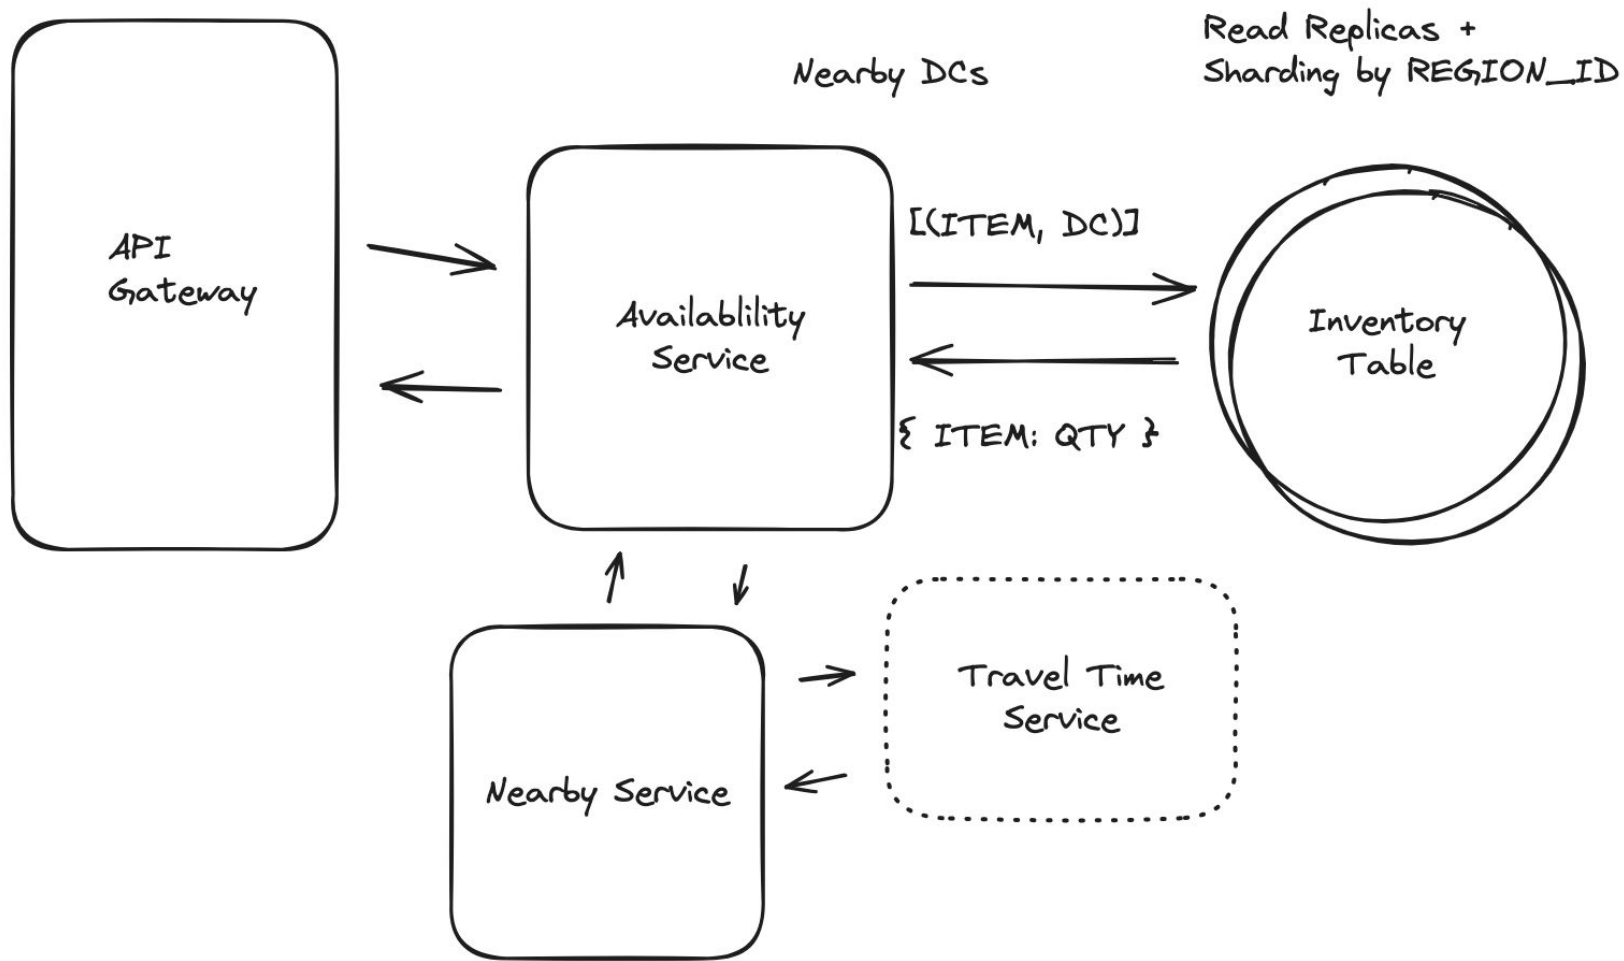 Read Replicas +
Sharding by REGION_ID
Nearby DCs
API
Gateway
Availablility
Service
[(ITEM, DC)]
{ ITEM: QTY }
Inventory
Table
Nearby Service
Travel Time
Service